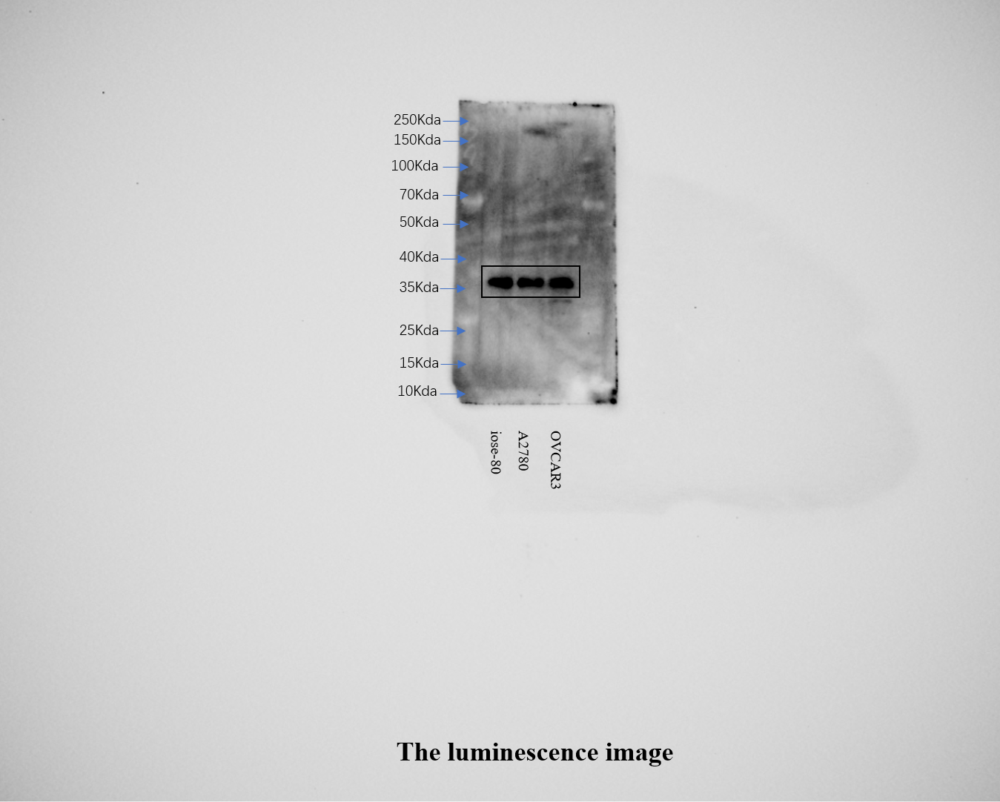 250Kda
150Kda
100Kda
70Kda
50Kda
40Kda
35Kda
25Kda
15Kda
10Kda
iose-80
A2780
OVCAR3
The luminescence image